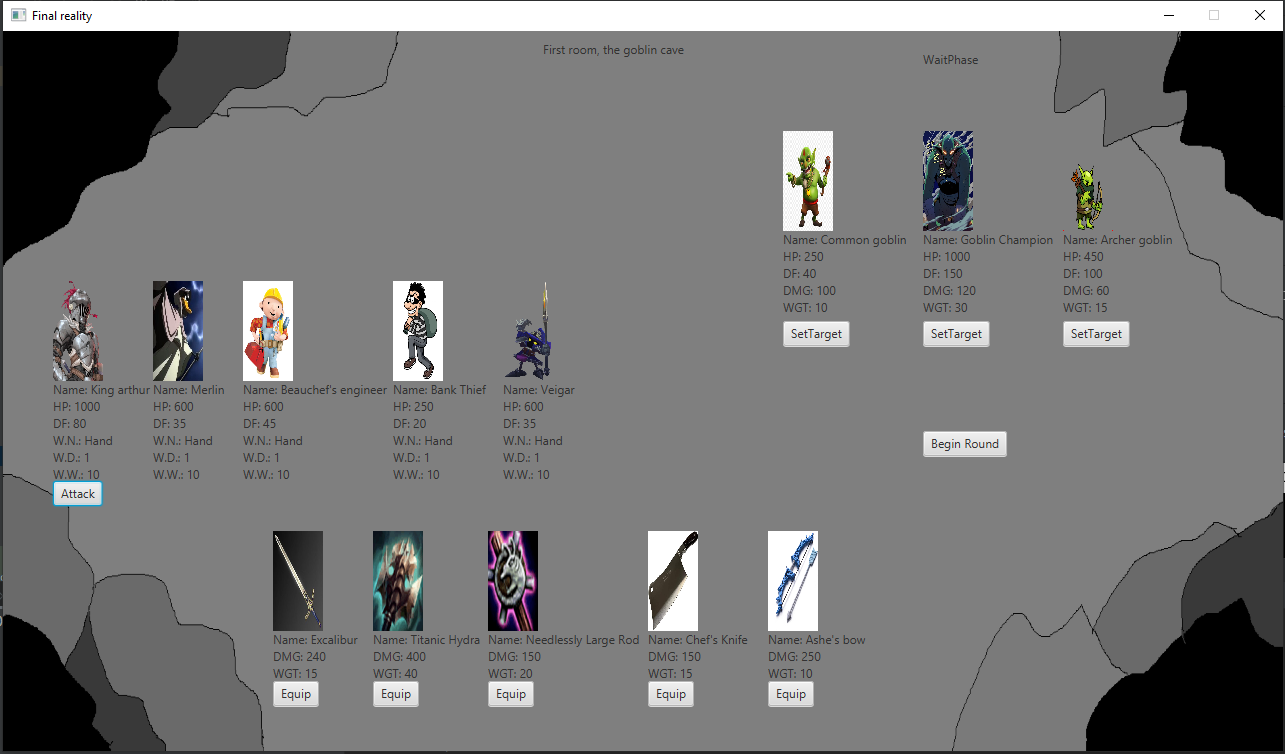 Final reality
First room, the goblin cave
WaitPhase
Name: Common goblin
HP: 250
DF: 40
DMG: 100
WGT: 10
SetTarget
Name: Goblin Champion
HP: 1000
DF: 150
DMG: 120
WGT: 30
SetTarget
Name: Archer goblin
HP: 450
DF: 100
DMG: 60
WGT: 15
SetTarget
Name: King arthur
HP: 1000
DF: 80
W.N.: Hand
W.D.: 1
W.W.: 10
Attack
Name: Merlin
HP: 600
DF: 35
W.N.: Hand
W.D.: 1
W.W.: 10
Name: Beauchef's engineer
HP: 600
DF: 45
W.N.: Hand
W.D.: 1
W.W.: 10
Name: Bank Thief
HP: 250
DF: 20
W.N.: Hand
W.D.: 1
W.W.: 10
Name: Veigar
HP: 600
DF: 35
W.N.: Hand
W.D.: 1
W.W.: 10
Begin Round
Name: Excalibur
DMG: 240
WGT: 15
Equip
Name: Titanic Hydra
DMG: 400
WGT: 40
Equip
Name: Needlessly Large Rod
DMG: 150
WGT: 20
Equip
Name: Chef's Knife
DMG: 150
WGT: 15
Equip
Name: Ashe's bow
DMG: 250
WGT: 10
Equip